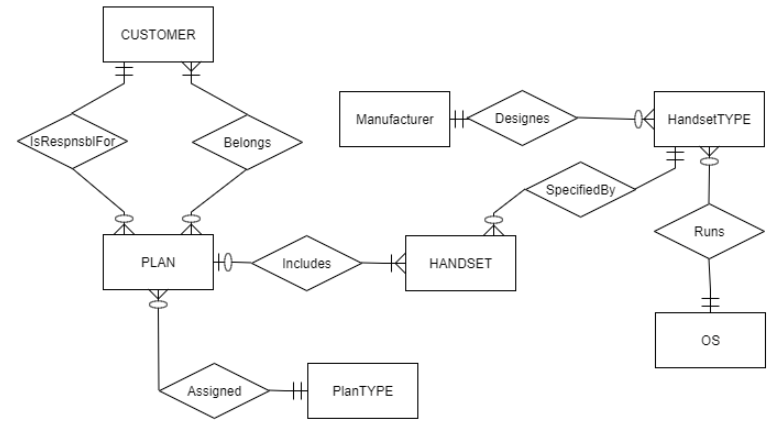 CUSTOMER
IsRespnsblFor
Belongs
Manufacturer
Designes
HandsetTYPE
SpecifiedBy
Runs
PLAN
Includes
HANDSET
OS
Assigned
PlanTYPE